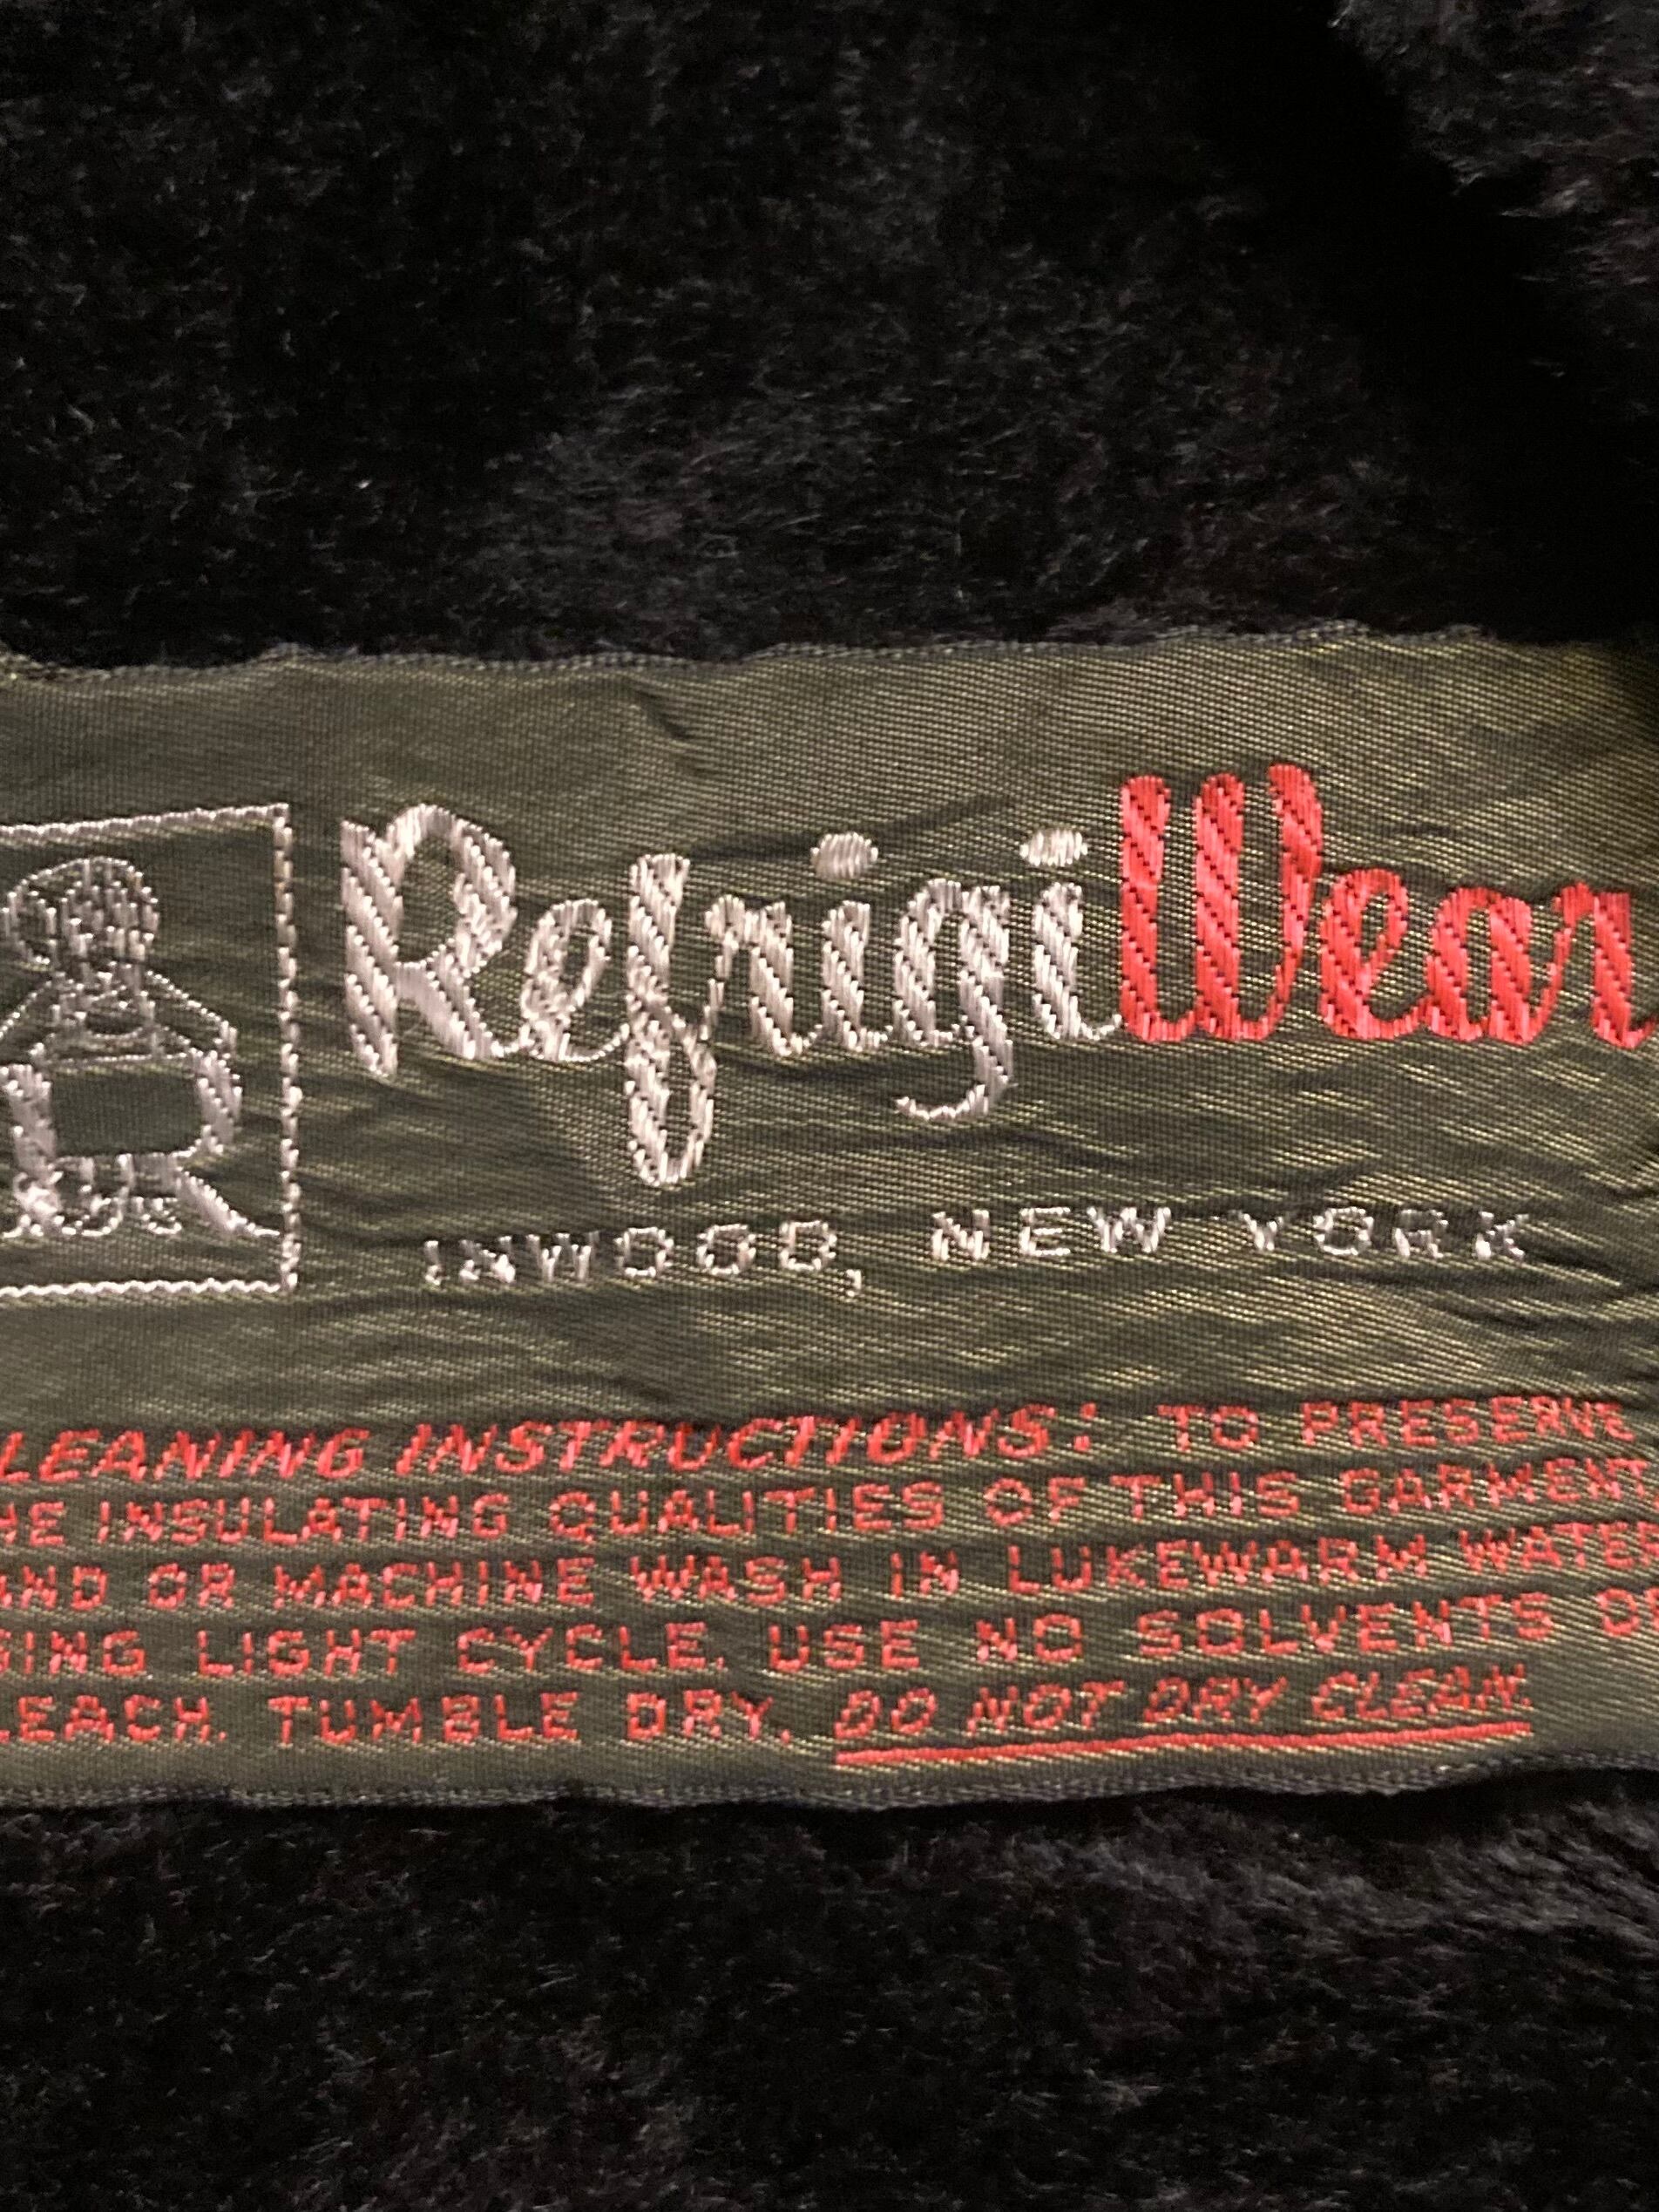 RefrigiWear
INWOOD, NEW YORK
LEANING INSTRUCTIONS: TO PRESERVE
HE INSULATING QUALITIES OF THIS GARMENT
AND OR MACHINE WASH IN LUKEWARM WATER
SING LIGHT CYCLE. USE NO SOLVENTS OR
LEACH. TUMBLE DRY. DO NOT DRY CLEAN.